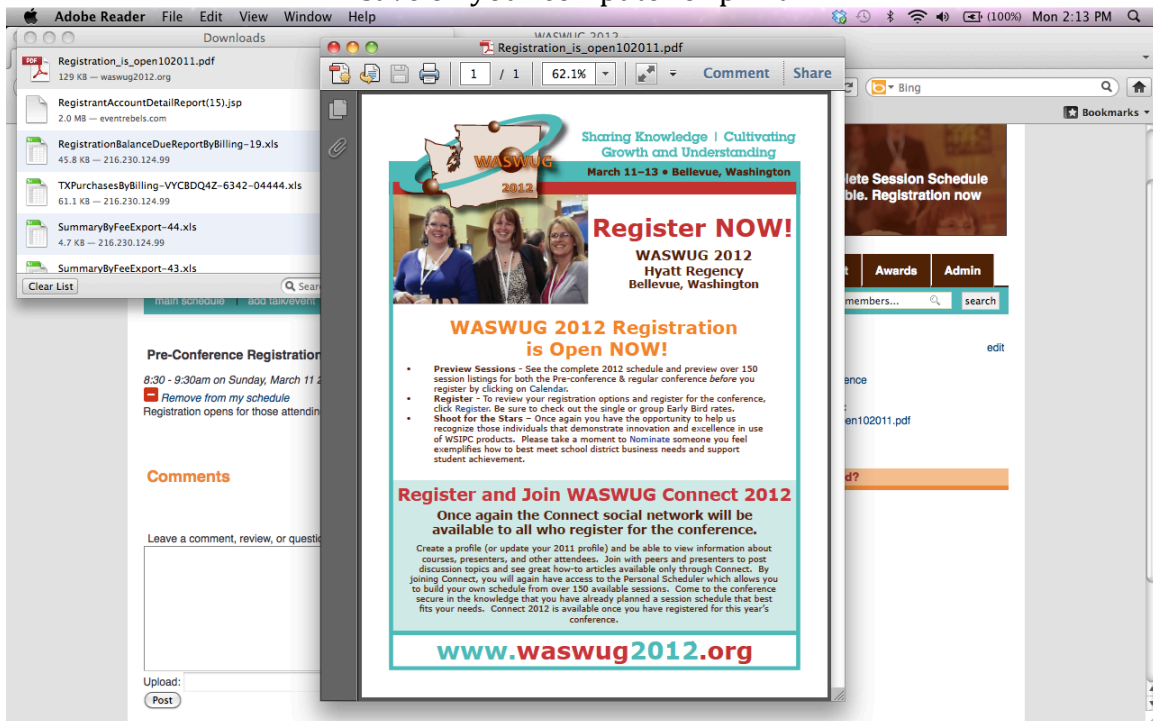 Adobe Reader File Edit View Window Help (100%) Mon 2:13 PM
Downloads
Registration_is_open102011.pdf
129 KB — waswug2012.org
RegistrantAccountDetailReport(15).jsp
2.0 MB — eventrebels.com
RegistrationBalanceDueReportByBilling-19.xls
45.8 KB — 216.230.124.99
TXPurchasesByBilling-VYCBDQ4Z-6342-04444.xls
61.1 KB — 216.230.124.99
SummaryByFeeExport-44.xls
4.7 KB — 216.230.124.99
SummaryByFeeExport-43.xls
Clear List
main schedule add talk/event
Pre-Conference Registration
8:30 - 9:30am on Sunday, March 11
Remove from my schedule
Registration opens for those
Comments
Leave a comment, review, or
Upload:
Post
Registration_is_open102011.pdf
1 / 1 62.1% Comment Share
WASWUG
2012
Sharing Knowledge | Cultivating
Growth and Understanding
March 11–13 • Bellevue, Washington
Register NOW!
WASWUG 2012
Hyatt Regency
Bellevue, Washington
WASWUG 2012 Registration
is Open NOW!
• Preview Sessions - See the complete 2012 schedule and preview over 150
session listings for both the Pre-conference & regular conference before you
register by clicking on Calendar.
• Register - To review your registration options and register for the conference,
click Register. Be sure to check out the single or group Early Bird rates.
• Shoot for the Stars – Once again you have the opportunity to help us
recognize those individuals that demonstrate innovation and excellence in use
of WSIPC products. Please take a moment to Nominate someone you feel
exemplifies how to best meet school district business needs and support
student achievement.
Register and Join WASWUG Connect 2012
Once again the Connect social network will be
available to all who register for the conference.
Create a profile (or update your 2011 profile) and be able to view information about
courses, presenters, and other attendees. Join with peers and presenters to post
discussion topics and see great how-to articles available only through Connect. By
joining Connect, you will again have access to the Personal Scheduler which allows you
to build your own schedule from over 150 available sessions. Come to the conference
secure in the knowledge that you have already planned a session schedule that best
fits your needs. Connect 2012 is available once you have registered for this year's
conference.
www.waswug2012.org
Bing
Bookmarks
Session Schedule
Registration now
Awards Admin
members... search
edit